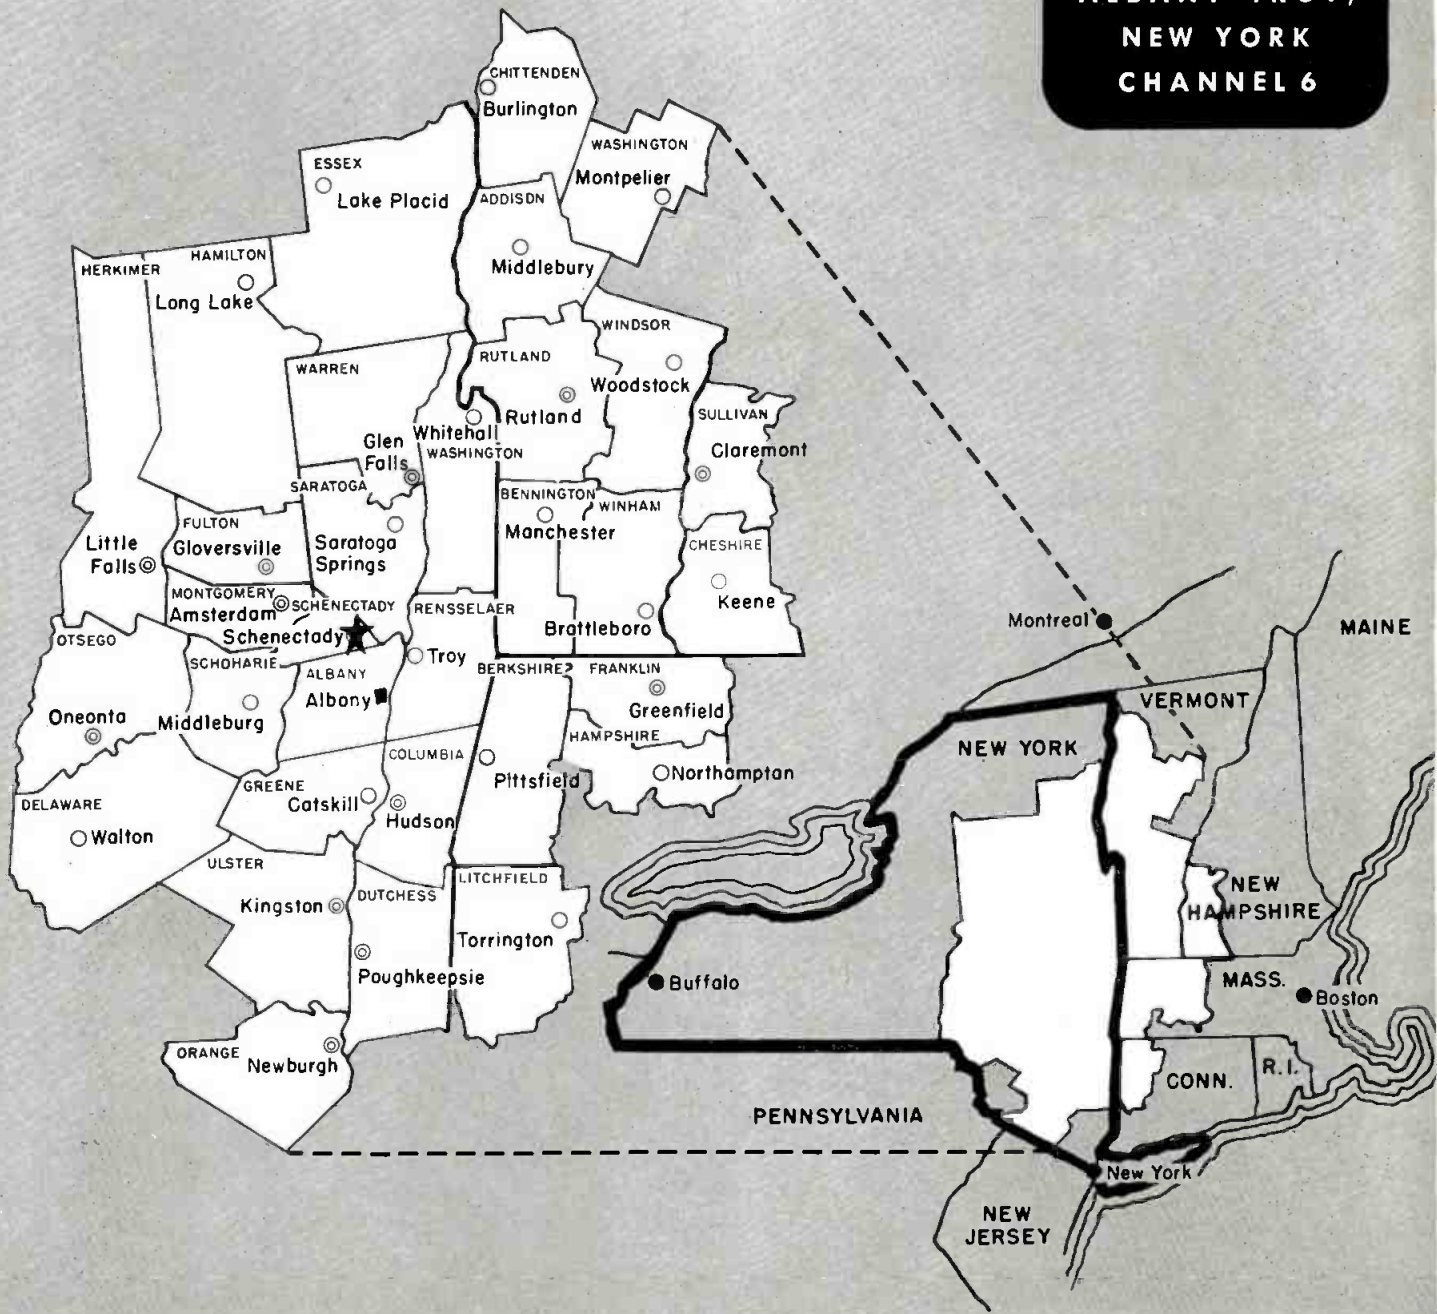 NEW YORK
CHANNEL 6
CHITTENDEN
Burlington
WASHINGTON
Montpelier
ESSEX
Lake Placid
ADDISON
Middlebury
HERKIMER
HAMILTON
Long Lake
WINDSOR
Woodstock
WARREN
RUTLAND
Rutland
SULLIVAN
Claremont
Glen
Falls
Whitehall
WASHINGTON
SARATOGA
Saratoga
Springs
BENNINGTON
Manchester
WINHAM
FULTON
Gloversville
Little
Falls
CHESHIRE
Keene
MONTGOMERY
Amsterdam
SCHENECTADY
Schenectady
RENSSELAER
Troy
Brattleboro
OTSEGO
Oneonta
SCHOHARIE
Middleburg
ALBANY
Albany
BERKSHIRE
Pittsfield
FRANKLIN
Greenfield
HAMPSHIRE
Northampton
COLUMBIA
Hudson
GREENE
Catskill
DELAWARE
Walton
ULSTER
Kingston
DUTCHESS
Poughkeepsie
LITCHFIELD
Torrington
ORANGE
Newburgh
Montreal
MAINE
VERMONT
NEW YORK
NEW
HAMPSHIRE
Buffalo
MASS.
Boston
CONN.
R.I.
PENNSYLVANIA
New York
NEW
JERSEY